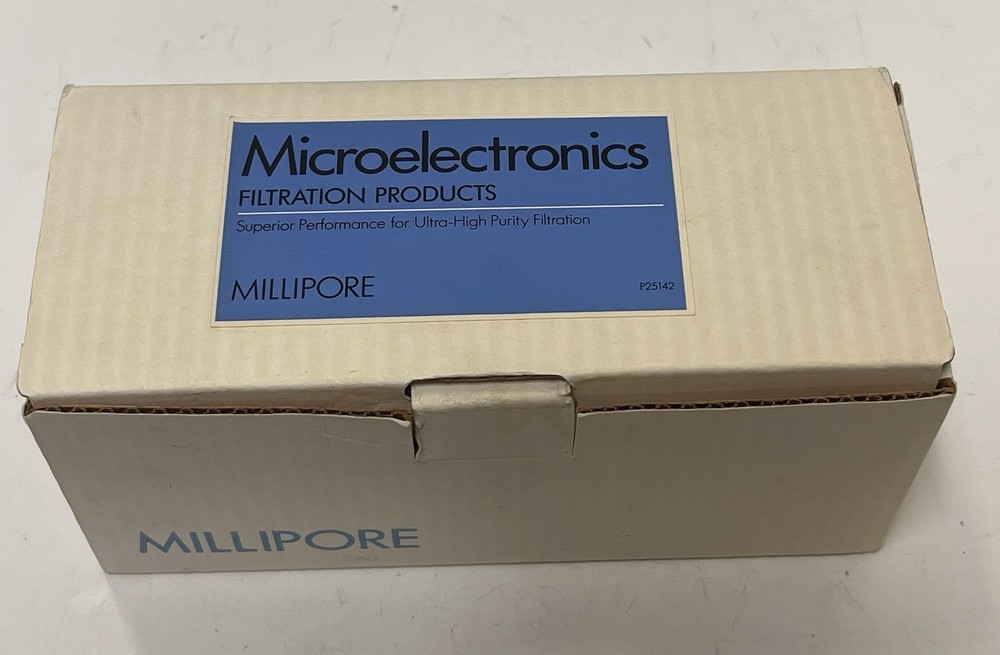 Microelectronics
FILTRATION PRODUCTS
Superior Performance for Ultra-High Purity Filtration
MILLIPORE
P25142
MILLIPORE